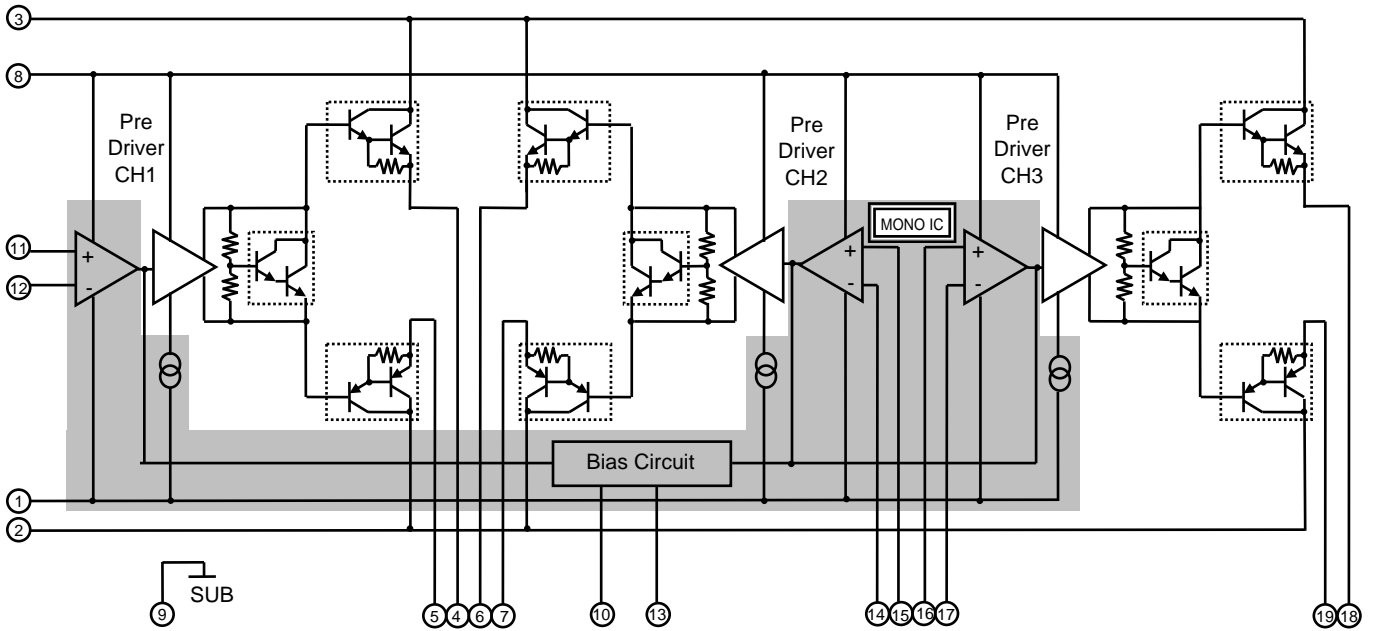 3
8
Pre
Driver
CH1
Pre
Driver
CH2
Pre
Driver
CH3
MONO IC
11
+
12
-
+
-
+
-
Bias Circuit
1
2
9
SUB
5
4
6
7
10
13
14
15
16
17
19
18